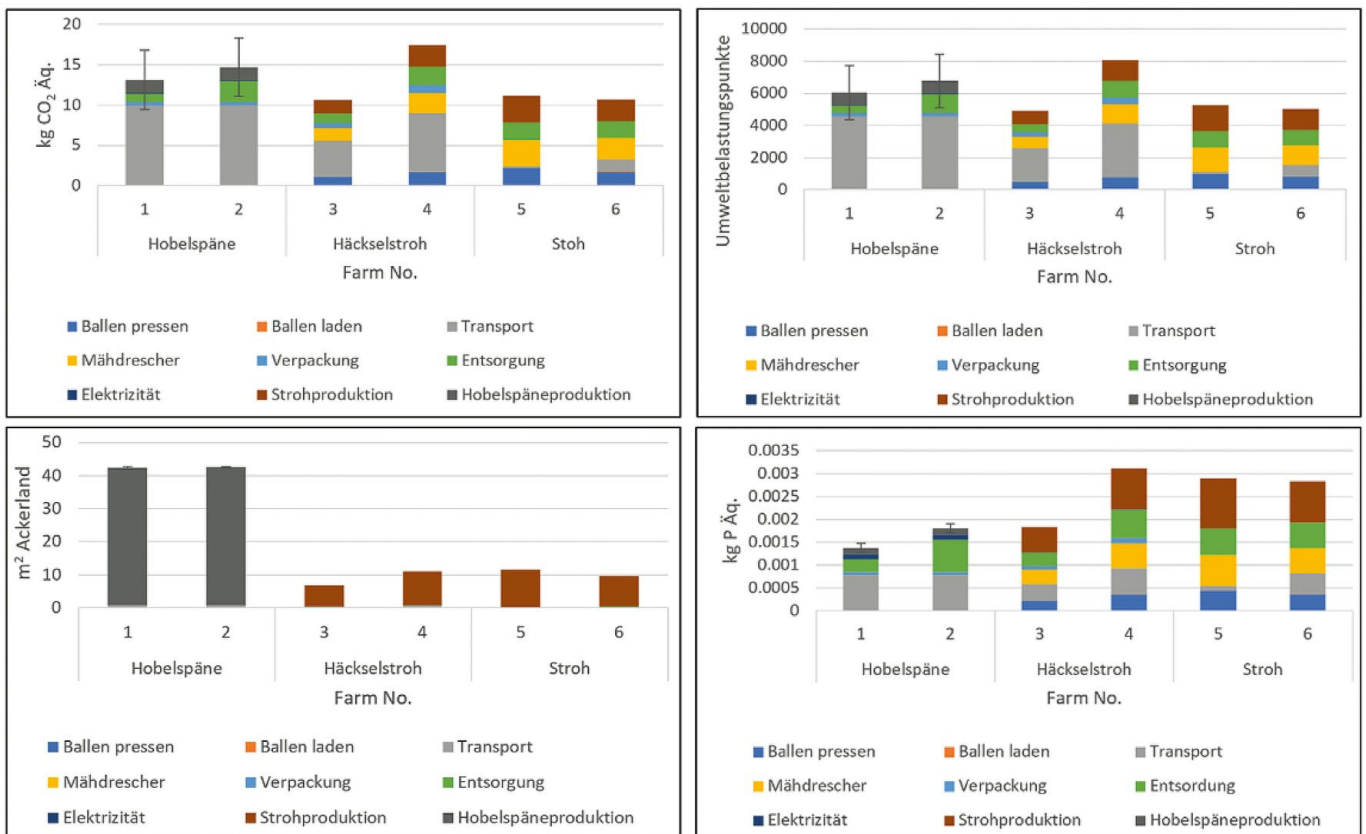 20
15
10
5
0
kg CO₂ Äq.
1 2 3 4 5 6
Hobelspäne Häckselstroh Stoh
Farm No.
Ballen pressen Ballen laden Transport
Mähdrescher Verpackung Entsorgung
Elektrizität Strohproduktion Hobelspäneproduktion
10000
8000
6000
4000
2000
0
Umweltbelastungspunkte
1 2 3 4 5 6
Hobelspäne Häckselstroh Stroh
Farm No.
Ballen pressen Ballen laden Transport
Mähdrescher Verpackung Entsorgung
Elektrizität Strohproduktion Hobelspäneproduktion
50
40
30
20
10
0
m² Ackerland
1 2 3 4 5 6
Hobelspäne Häckselstroh Stroh
Farm No.
Ballen pressen Ballen laden Transport
Mähdrescher Verpackung Entsorgung
Elektrizität Strohproduktion Hobelspäneproduktion
0.0035
0.003
0.0025
0.002
0.0015
0.001
0.0005
0
kg P Äq.
1 2 3 4 5 6
Hobelspäne Häckselstroh Stroh
Farm No.
Ballen pressen Ballen laden Transport
Mähdrescher Verpackung Entsordung
Elektrizität Strohproduktion Hobelspäneproduktion